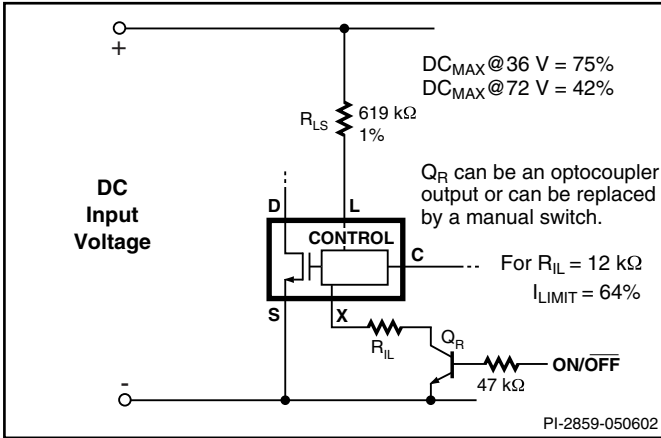 +
DC
Input
Voltage
-
R_LS
619 kΩ
1%
DC_MAX@36 V = 75%
DC_MAX@72 V = 42%
Q_R can be an optocoupler
output or can be replaced
by a manual switch.
D
L
CONTROL
C
For R_IL = 12 kΩ
I_LIMIT = 64%
S
X
R_IL
Q_R
47 kΩ
ON/O̅F̅F̅
PI-2859-050602